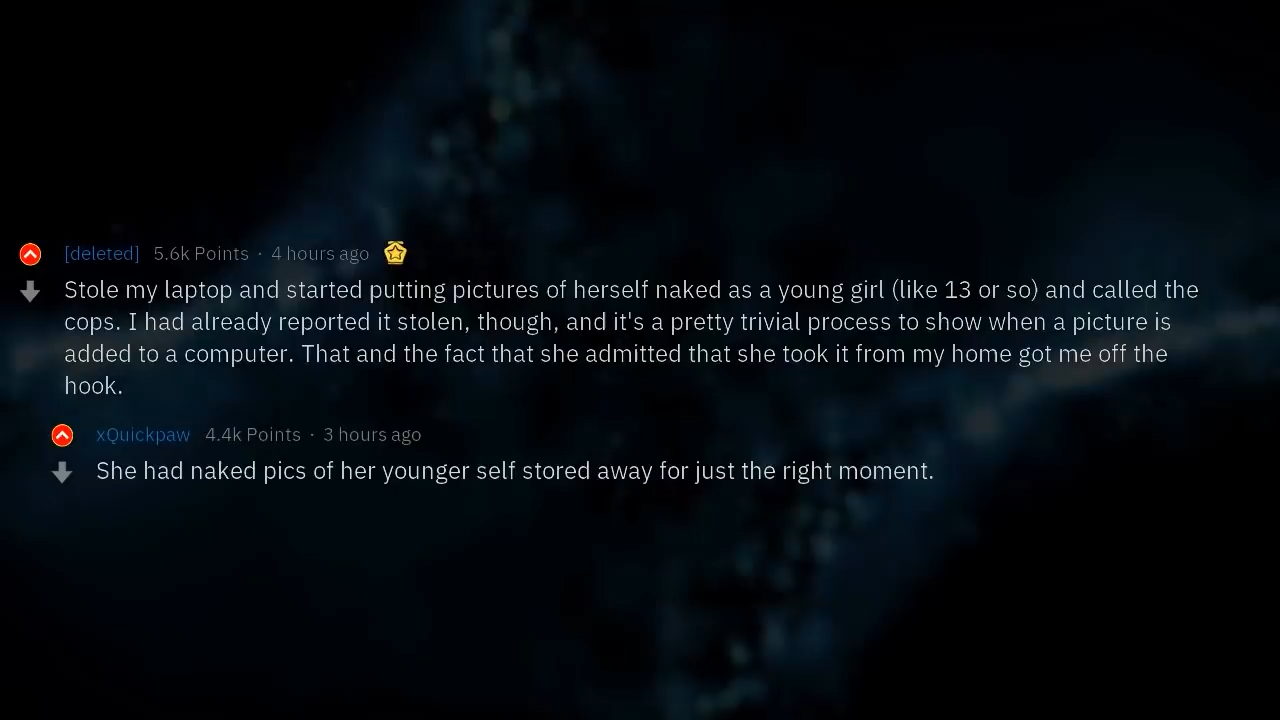 [deleted] 5.6k Points · 4 hours ago
Stole my laptop and started putting pictures of herself naked as a young girl (like 13 or so) and called the
cops. I had already reported it stolen, though, and it's a pretty trivial process to show when a picture is
added to a computer. That and the fact that she admitted that she took it from my home got me off the
hook.
xQuickpaw 4.4k Points · 3 hours ago
She had naked pics of her younger self stored away for just the right moment.